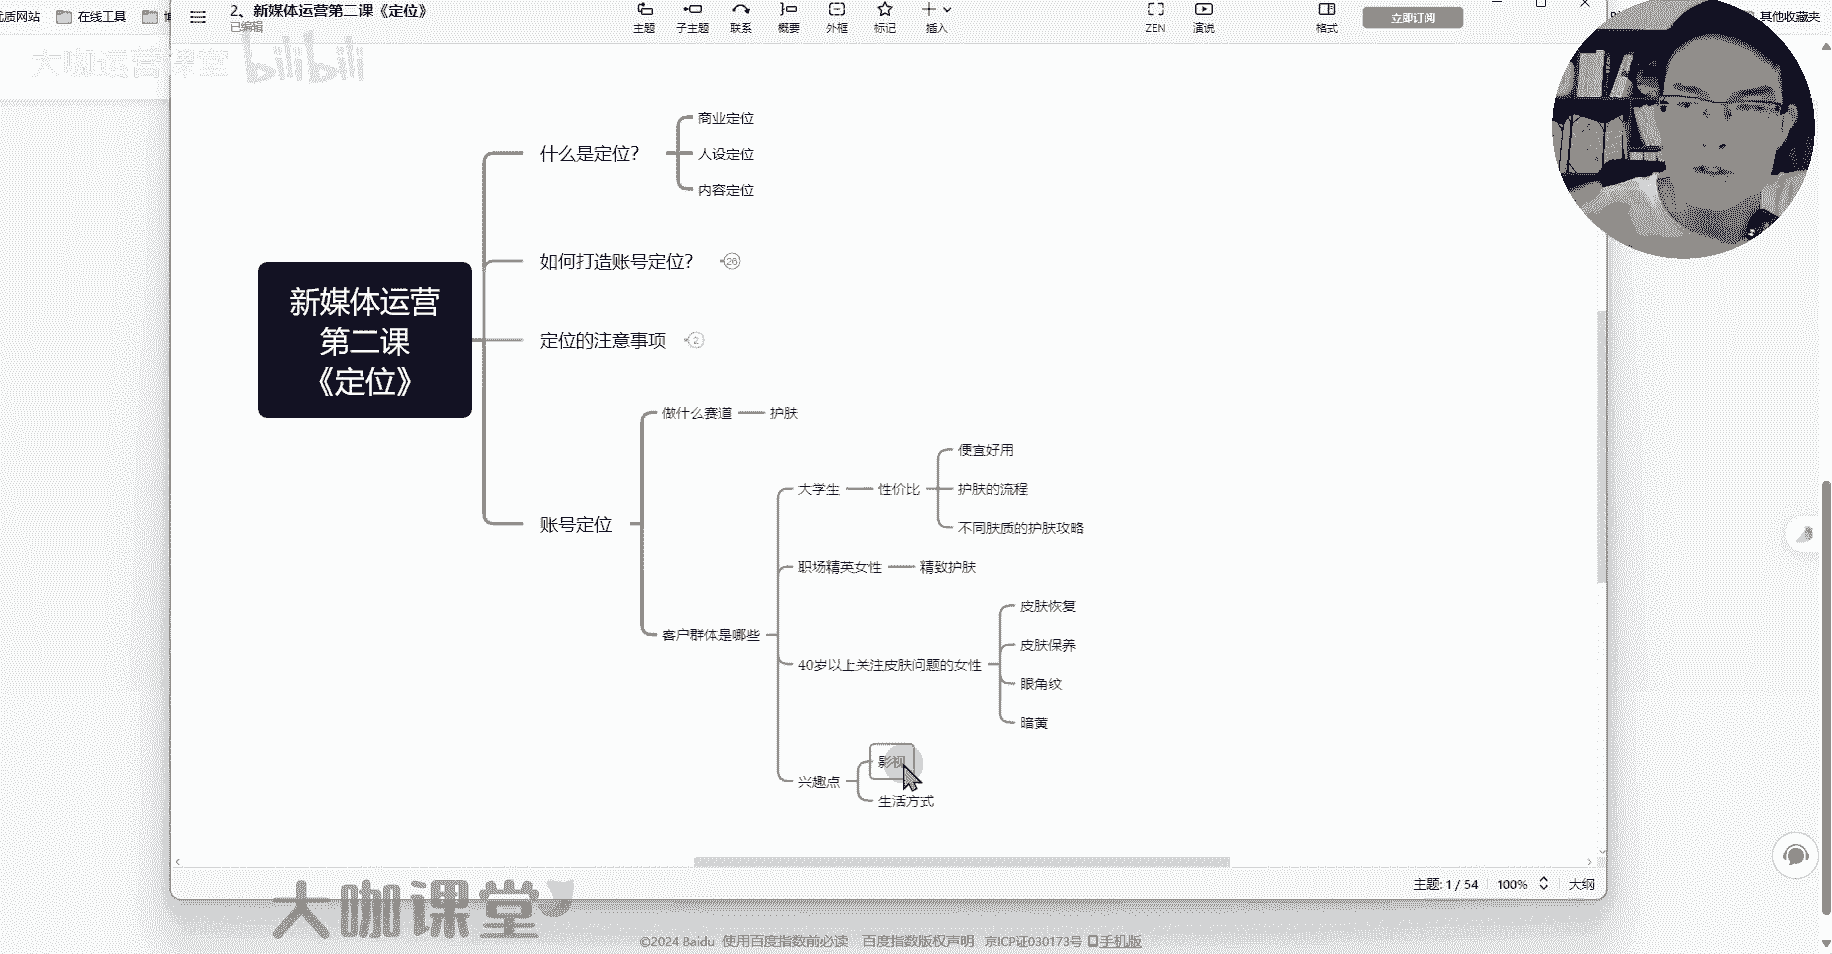 优质网站
在线工具
2、新媒体运营第二课《定位》
已编辑
主题
子主题
联系
概要
外框
标记
插入
ZEN
演说
格式
立即订阅
其他收藏夹
大咖运营课堂
bilibili
新媒体运营
第二课
《定位》
什么是定位？
商业定位
人设定位
内容定位
如何打造账号定位？
26
定位的注意事项
2
账号定位
做什么赛道
护肤
客户群体是哪些
大学生
性价比
便宜好用
护肤的流程
不同肤质的护肤攻略
职场精英女性
精致护肤
40岁以上关注皮肤问题的女性
皮肤恢复
皮肤保养
眼角纹
暗黄
兴趣点
影视
生活方式
主题: 1 / 54
100%
大纲
大咖课堂
©2024 Baidu 使用百度指数前必读 百度指数版权声明 京ICP证030173号 手机版